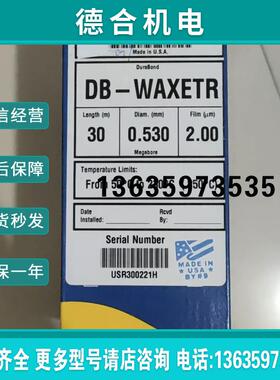 德合机电
Made in U.S.A.
DuraBond
DB-WAXETR
Length (m)
Diam. (mm)
Film (µm)
30
0.530
2.00
Megabore
Temperature Limits:
From 50°C
13635973535
Date
Installed:
Rcvd
By:
Serial Number
USR300221H
MADE IN
USA
BY #9
信经营
后保障
货秒发
保一年
齐全 更多型号请店咨询 电话:1363597